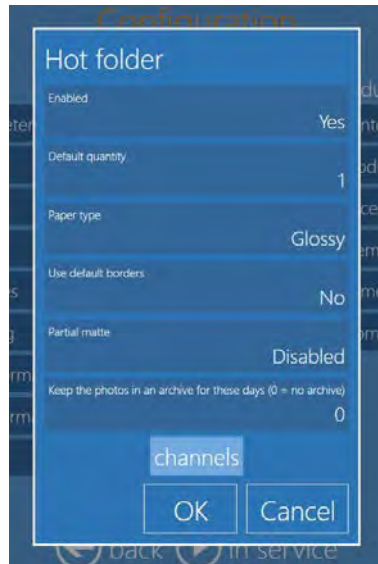 Configuration
Hot folder
Enabled
Yes
Default quantity
1
Paper type
Glossy
Use default borders
No
Partial matte
Disabled
Keep the photos in an archive for these days (0 = no archive)
0
channels
OK
Cancel
back
in service